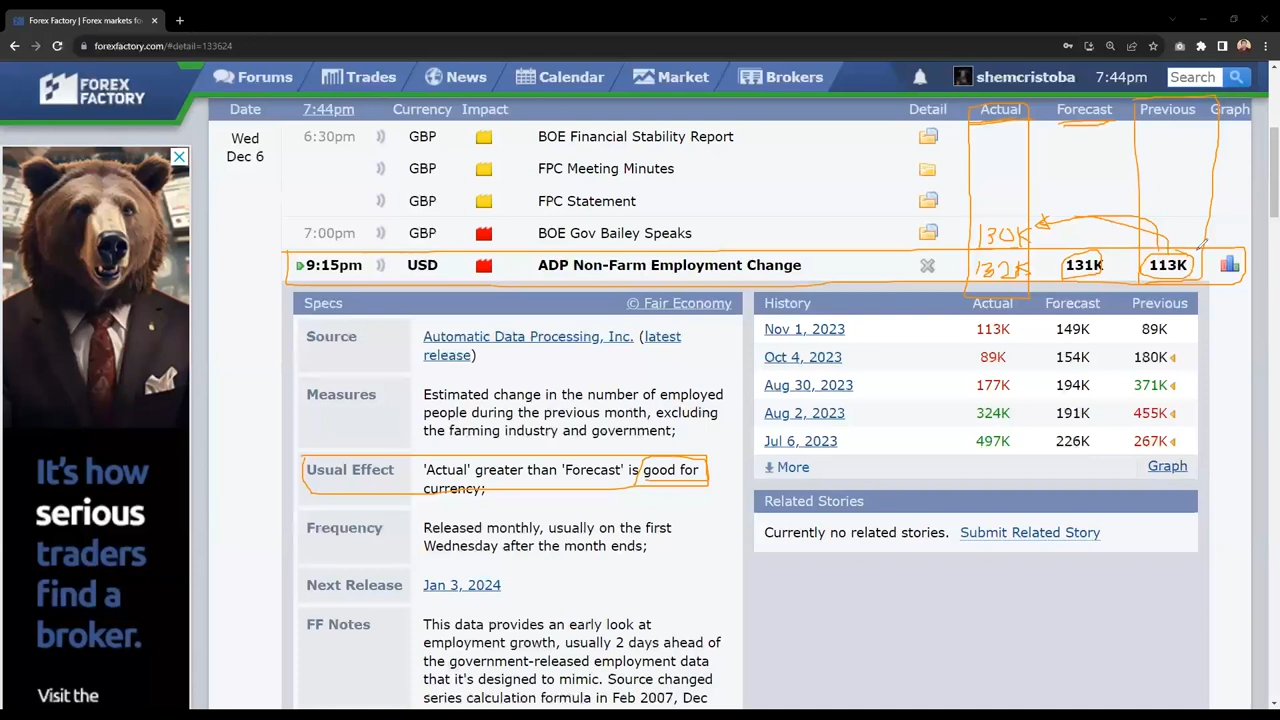 Forex Factory | Forex markets fo
forexfactory.com/#detail=133624
FOREX FACTORY
Forums Trades News Calendar Market Brokers shemcristoba 7:44pm Search
Date 7:44pm Currency Impact Detail Actual Forecast Previous Graph
Wed Dec 6
6:30pm GBP BOE Financial Stability Report
GBP FPC Meeting Minutes
GBP FPC Statement
7:00pm GBP BOE Gov Bailey Speaks
130K
9:15pm USD ADP Non-Farm Employment Change 132K 131K 113K
Specs © Fair Economy
Source Automatic Data Processing, Inc. (latest
release)
Measures Estimated change in the number of employed
people during the previous month, excluding
the farming industry and government;
Usual Effect 'Actual' greater than 'Forecast' is good for
currency;
Frequency Released monthly, usually on the first
Wednesday after the month ends;
Next Release Jan 3, 2024
FF Notes This data provides an early look at
employment growth, usually 2 days ahead of
the government-released employment data
that it's designed to mimic. Source changed
series calculation formula in Feb 2007, Dec
History Actual Forecast Previous
Nov 1, 2023 113K 149K 89K
Oct 4, 2023 89K 154K 180K
Aug 30, 2023 177K 194K 371K
Aug 2, 2023 324K 191K 455K
Jul 6, 2023 497K 226K 267K
More Graph
Related Stories
Currently no related stories. Submit Related Story
It's how
serious
traders
find a
broker.
Visit the